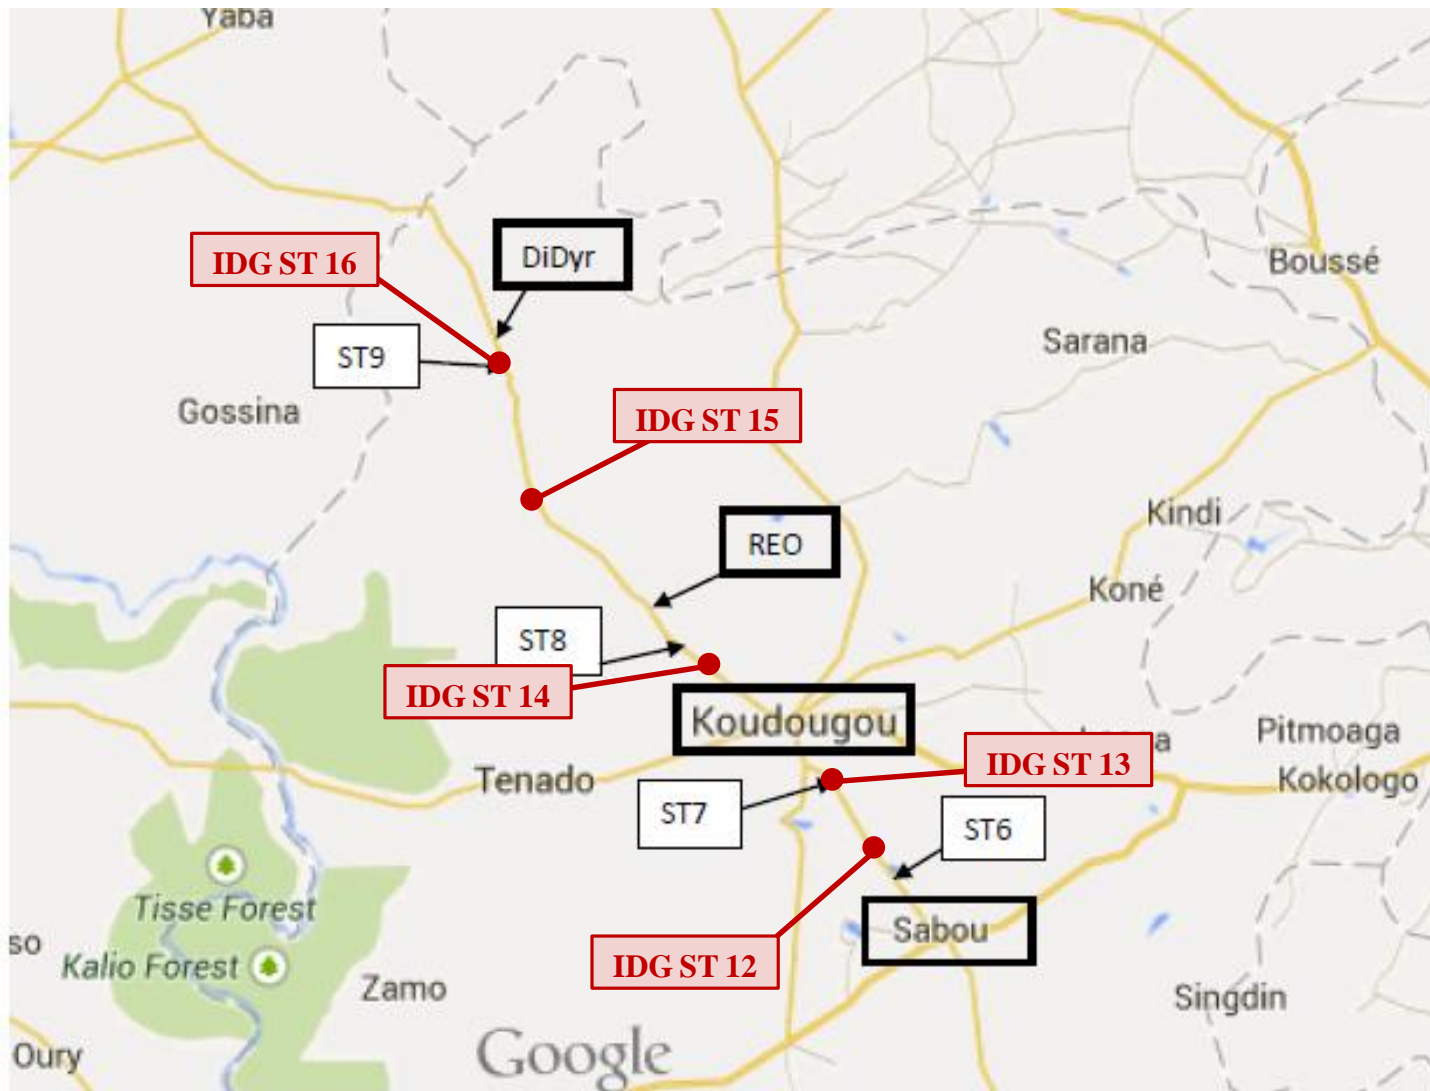 Yaba
DiDyr
IDG ST 16
Boussé
ST9
Sarana
Gossina
IDG ST 15
Kindi
REO
Koné
ST8
IDG ST 14
Koudougou
Pitmoaga
IDG ST 13
Tenado
Kokologo
ST7
ST6
Tisse Forest
Sabou
so
Kalio Forest
IDG ST 12
Zamo
Singdin
Google
Oury